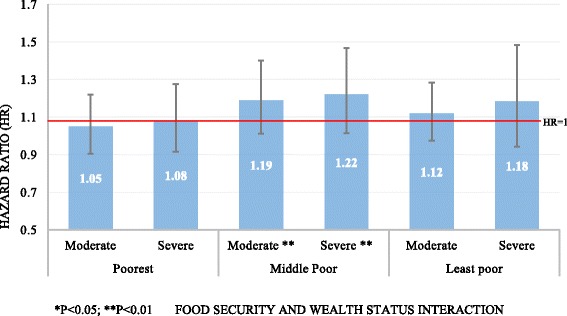 1.7
1.5
1.3
1.1
0.9
0.7
0.5
HAZARD RATIO (HR)
HR=1
1.05
1.08
1.19
1.22
1.12
1.18
Moderate Severe Moderate ** Severe ** Moderate Severe
Poorest Middle Poor Least poor
*P<0.05; **P<0.01 FOOD SECURITY AND WEALTH STATUS INTERACTION